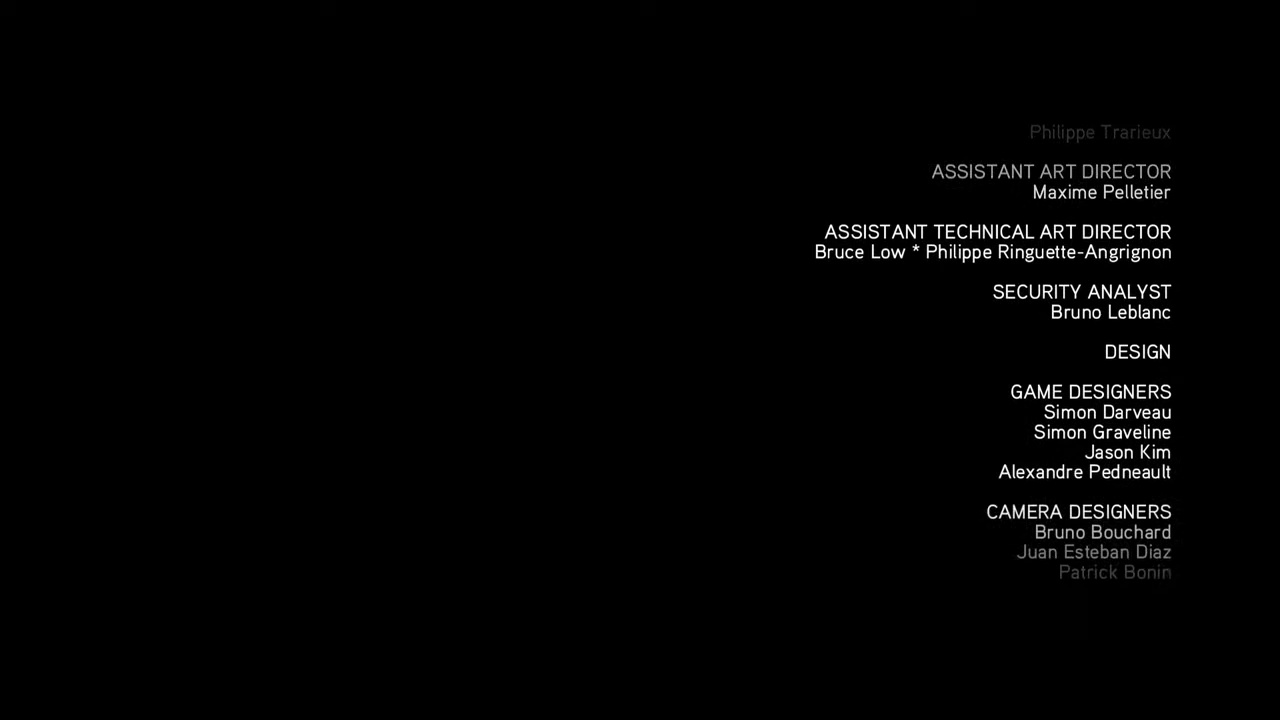 Philippe Trarieux
ASSISTANT ART DIRECTOR
Maxime Pelletier
ASSISTANT TECHNICAL ART DIRECTOR
Bruce Low * Philippe Ringuette-Angrignon
SECURITY ANALYST
Bruno Leblanc
DESIGN
GAME DESIGNERS
Simon Darveau
Simon Graveline
Jason Kim
Alexandre Pedneault
CAMERA DESIGNERS
Bruno Bouchard
Juan Esteban Diaz
Patrick Bonin